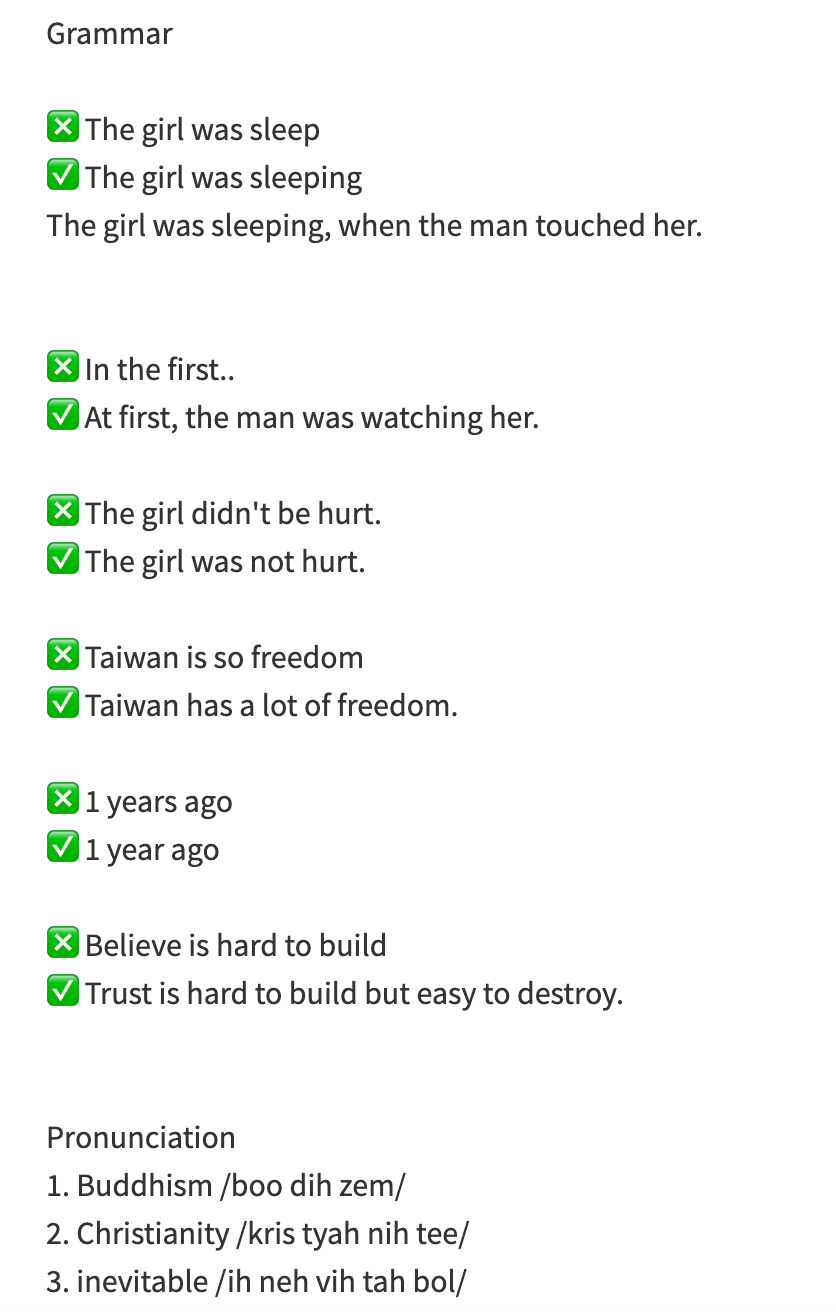 Grammar
❎ The girl was sleep
✅ The girl was sleeping
The girl was sleeping, when the man touched her.
❎ In the first..
✅ At first, the man was watching her.
❎ The girl didn't be hurt.
✅ The girl was not hurt.
❎ Taiwan is so freedom
✅ Taiwan has a lot of freedom.
❎ 1 years ago
✅ 1 year ago
❎ Believe is hard to build
✅ Trust is hard to build but easy to destroy.
Pronunciation
1. Buddhism /boo dih zem/
2. Christianity /kris tyah nih tee/
3. inevitable /ih neh vih tah bol/